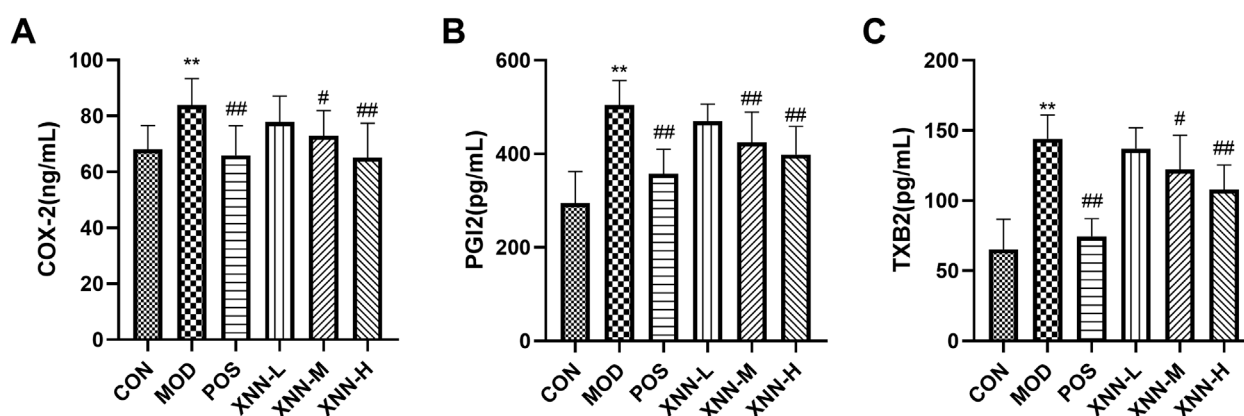 A
COX-2(ng/mL)
100
80
60
40
20
0
**
##
#
##
CON
MOD
POS
XNN-L
XNN-M
XNN-H
B
PGI2(pg/mL)
600
400
200
0
**
##
##
##
CON
MOD
POS
XNN-L
XNN-M
XNN-H
C
TXB2(pg/mL)
200
150
100
50
0
**
##
#
##
CON
MOD
POS
XNN-L
XNN-M
XNN-H